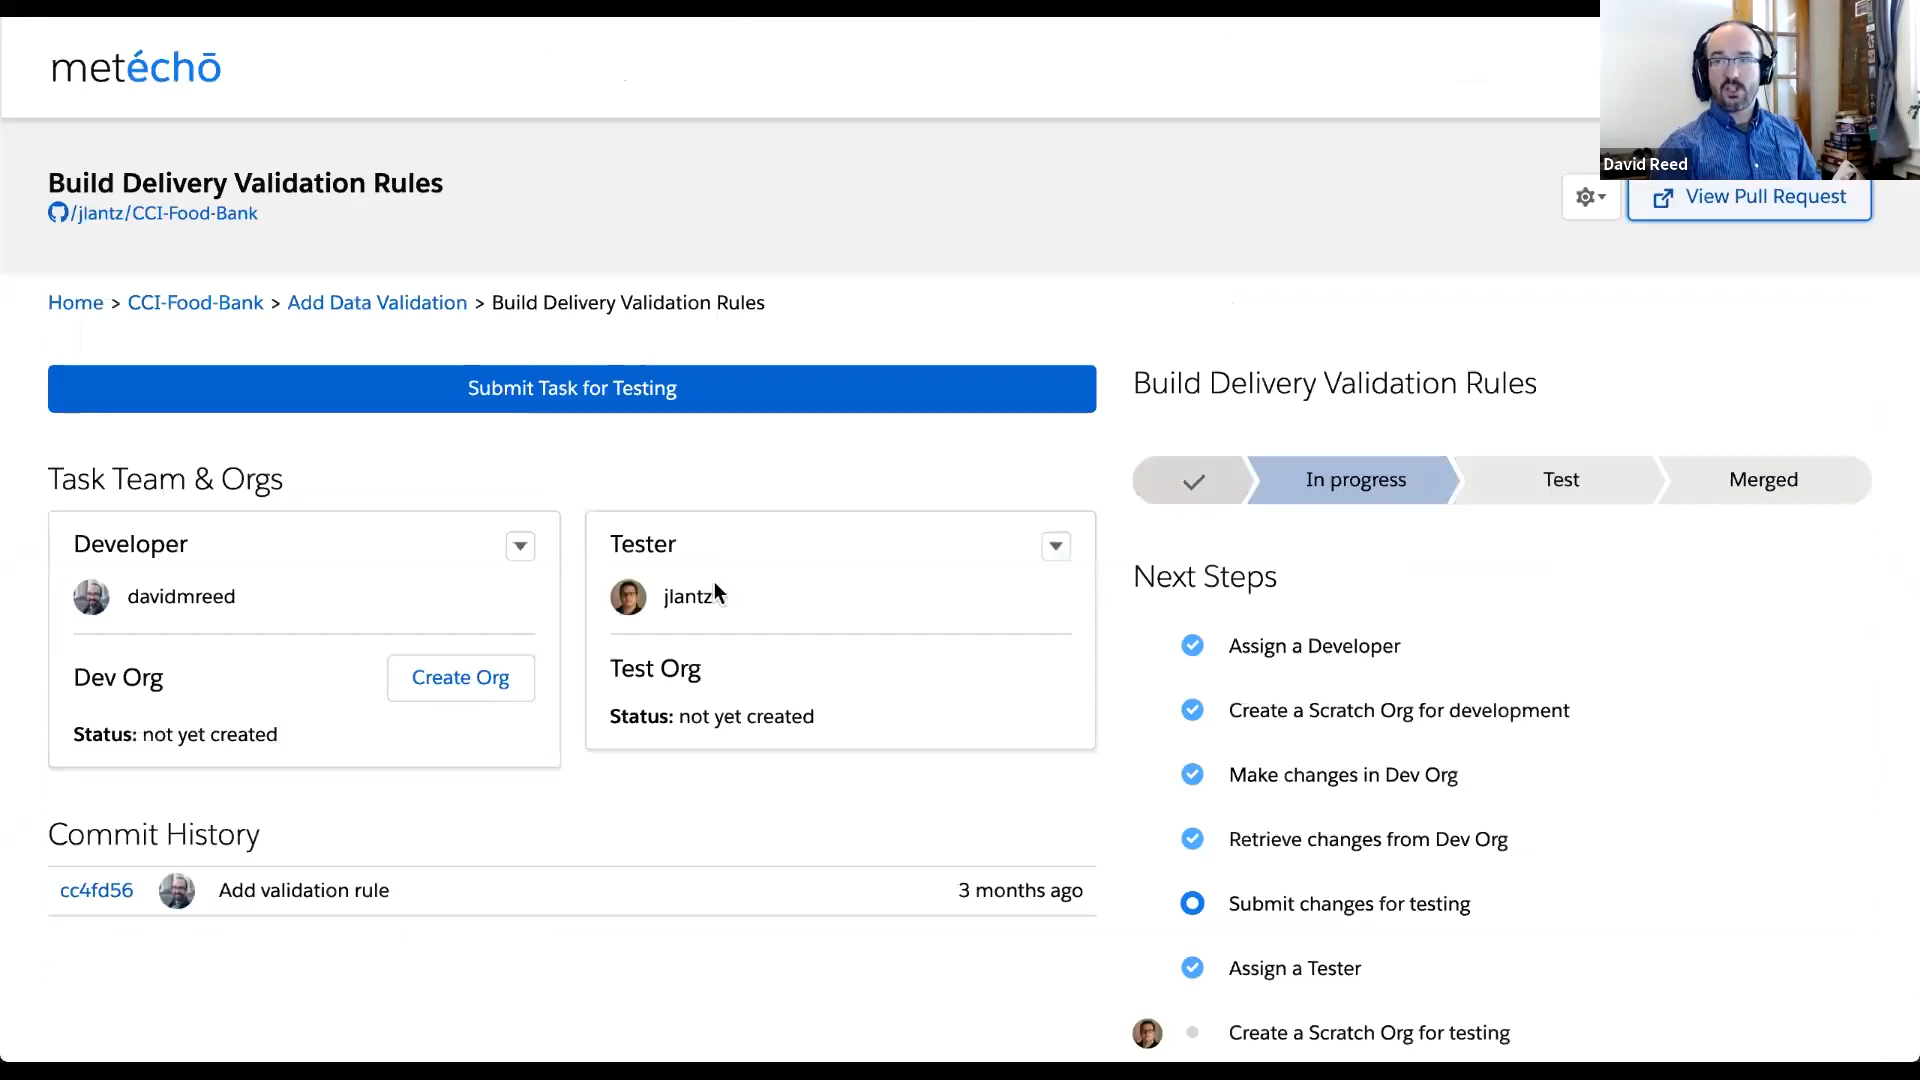 metéchō
David Reed
Build Delivery Validation Rules
/jlantz/CCI-Food-Bank
View Pull Request
Home > CCI-Food-Bank > Add Data Validation > Build Delivery Validation Rules
Submit Task for Testing
Task Team & Orgs
Developer
davidmreed
Dev Org
Create Org
Status: not yet created
Tester
jlantz
Test Org
Status: not yet created
Commit History
cc4fd56 Add validation rule 3 months ago
Build Delivery Validation Rules
In progress
Test
Merged
Next Steps
Assign a Developer
Create a Scratch Org for development
Make changes in Dev Org
Retrieve changes from Dev Org
Submit changes for testing
Assign a Tester
Create a Scratch Org for testing